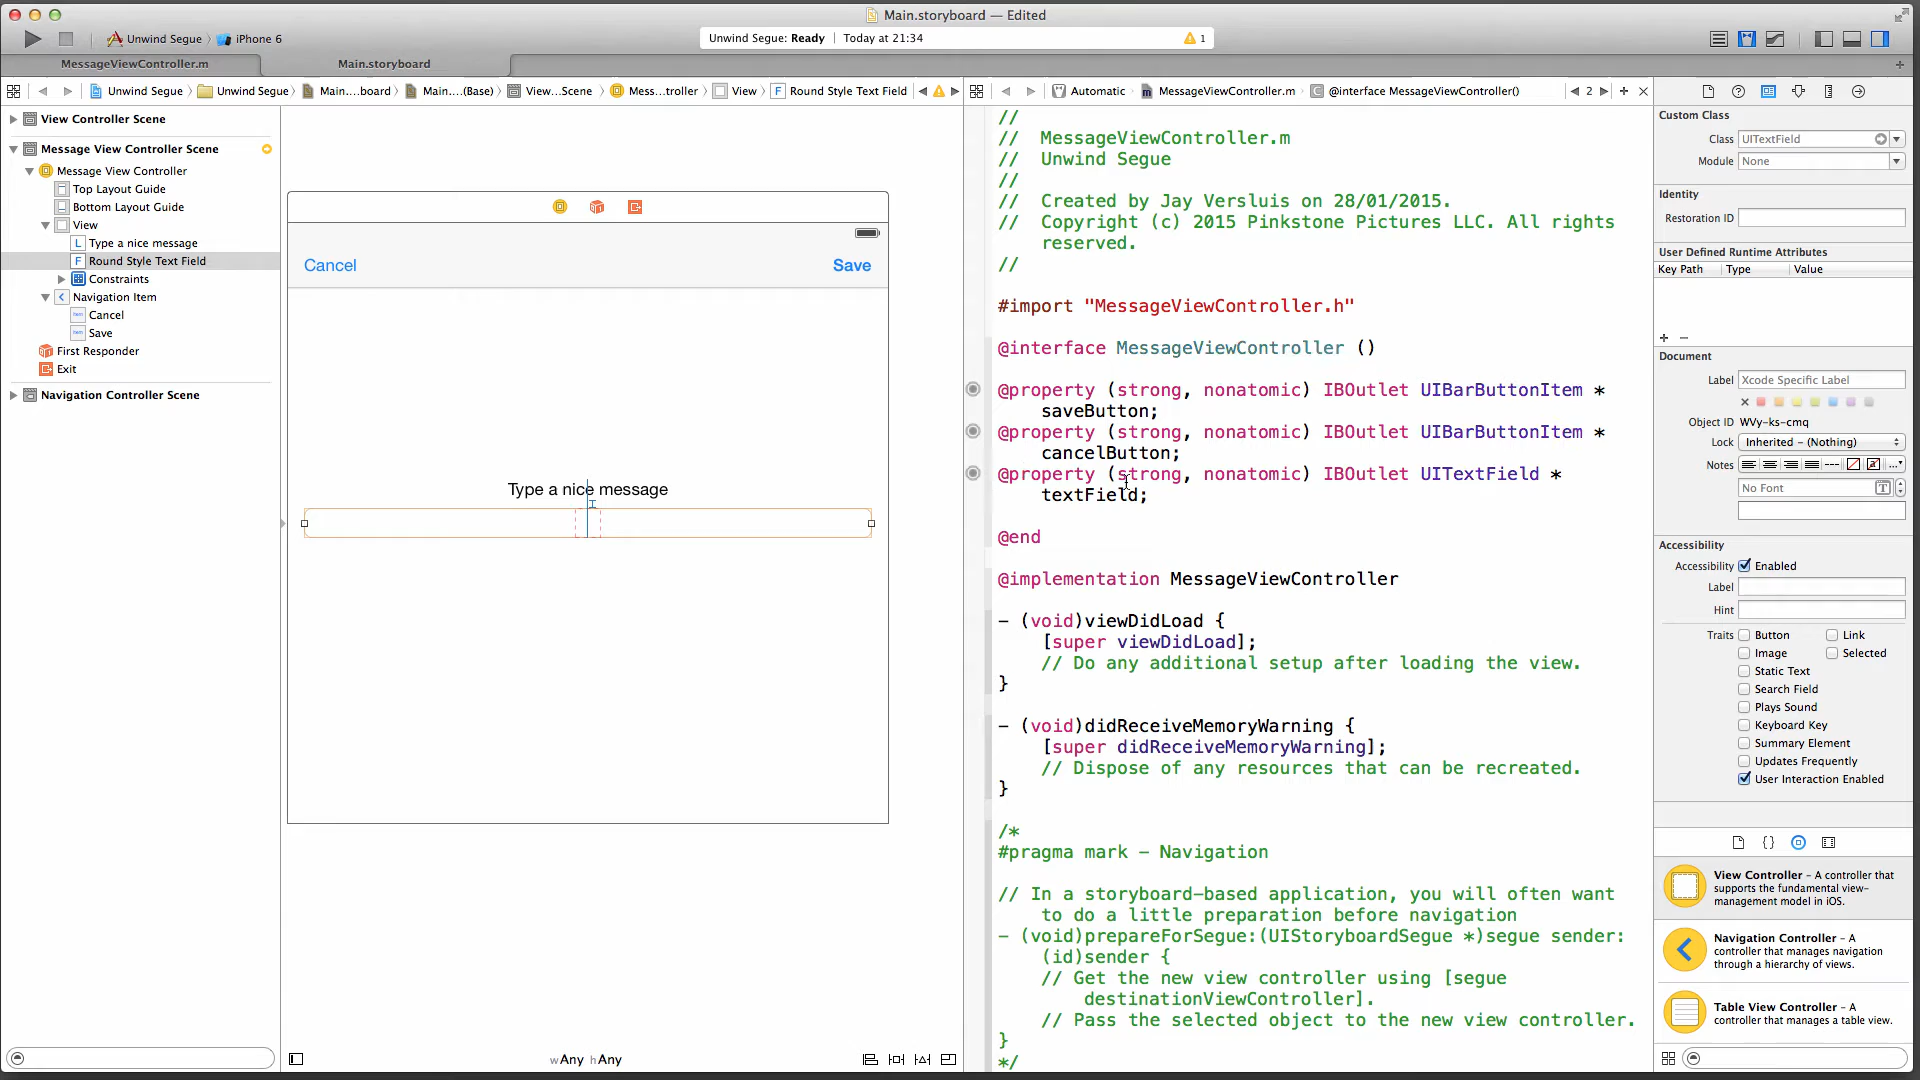 Main.storyboard — Edited
Unwind Segue
iPhone 6
Unwind Segue: Ready
Today at 21:34
1
MessageViewController.m
Main.storyboard
Unwind Segue
Unwind Segue
Main....board
Main....(Base)
View...Scene
Mess...troller
View
Round Style Text Field
Automatic
MessageViewController.m
@interface MessageViewController()
2
View Controller Scene
Message View Controller Scene
Message View Controller
Top Layout Guide
Bottom Layout Guide
View
L Type a nice message
F Round Style Text Field
Constraints
Navigation Item
Cancel
Save
First Responder
Exit
Navigation Controller Scene
Cancel
Save
Type a nice message
wAny hAny
//
// MessageViewController.m
// Unwind Segue
//
// Created by Jay Versluis on 28/01/2015.
// Copyright (c) 2015 Pinkstone Pictures LLC. All rights
reserved.
//
#import "MessageViewController.h"
@interface MessageViewController ()
@property (strong, nonatomic) IBOutlet UIBarButtonItem *
saveButton;
@property (strong, nonatomic) IBOutlet UIBarButtonItem *
cancelButton;
@property (strong, nonatomic) IBOutlet UITextField *
textField;
@end
@implementation MessageViewController
- (void)viewDidLoad {
[super viewDidLoad];
// Do any additional setup after loading the view.
}
- (void)didReceiveMemoryWarning {
[super didReceiveMemoryWarning];
// Dispose of any resources that can be recreated.
}
/*
#pragma mark - Navigation
// In a storyboard-based application, you will often want
to do a little preparation before navigation
- (void)prepareForSegue:(UIStoryboardSegue *)segue sender:
(id)sender {
// Get the new view controller using [segue
destinationViewController].
// Pass the selected object to the new view controller.
}
*/
Custom Class
Class UITextField
Module None
Identity
Restoration ID
User Defined Runtime Attributes
Key Path Type Value
Document
Label Xcode Specific Label
Object ID WVy-ks-cmq
Lock Inherited - (Nothing)
Notes
No Font
Accessibility
Accessibility Enabled
Label
Hint
Traits Button Link
Image Selected
Static Text
Search Field
Plays Sound
Keyboard Key
Summary Element
Updates Frequently
User Interaction Enabled
View Controller - A controller that
supports the fundamental view-
management model in iOS.
Navigation Controller - A
controller that manages navigation
through a hierarchy of views.
Table View Controller - A
controller that manages a table view.